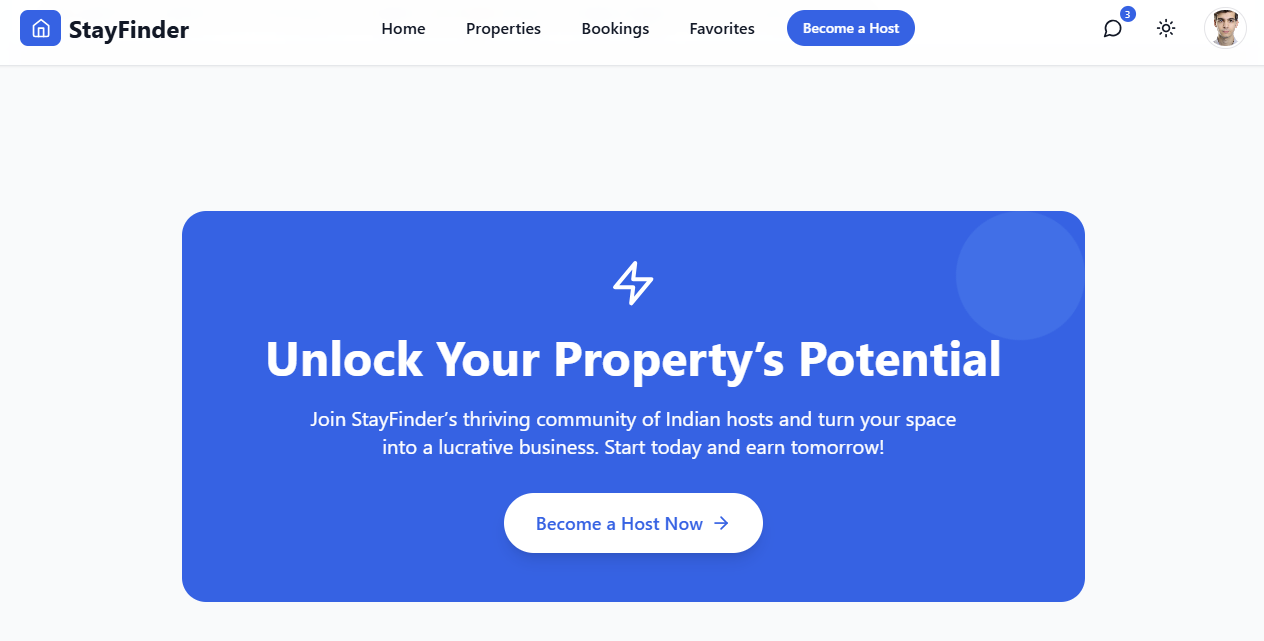 StayFinder
Home
Properties
Bookings
Favorites
Become a Host
3
Unlock Your Property’s Potential
Join StayFinder’s thriving community of Indian hosts and turn your space
into a lucrative business. Start today and earn tomorrow!
Become a Host Now